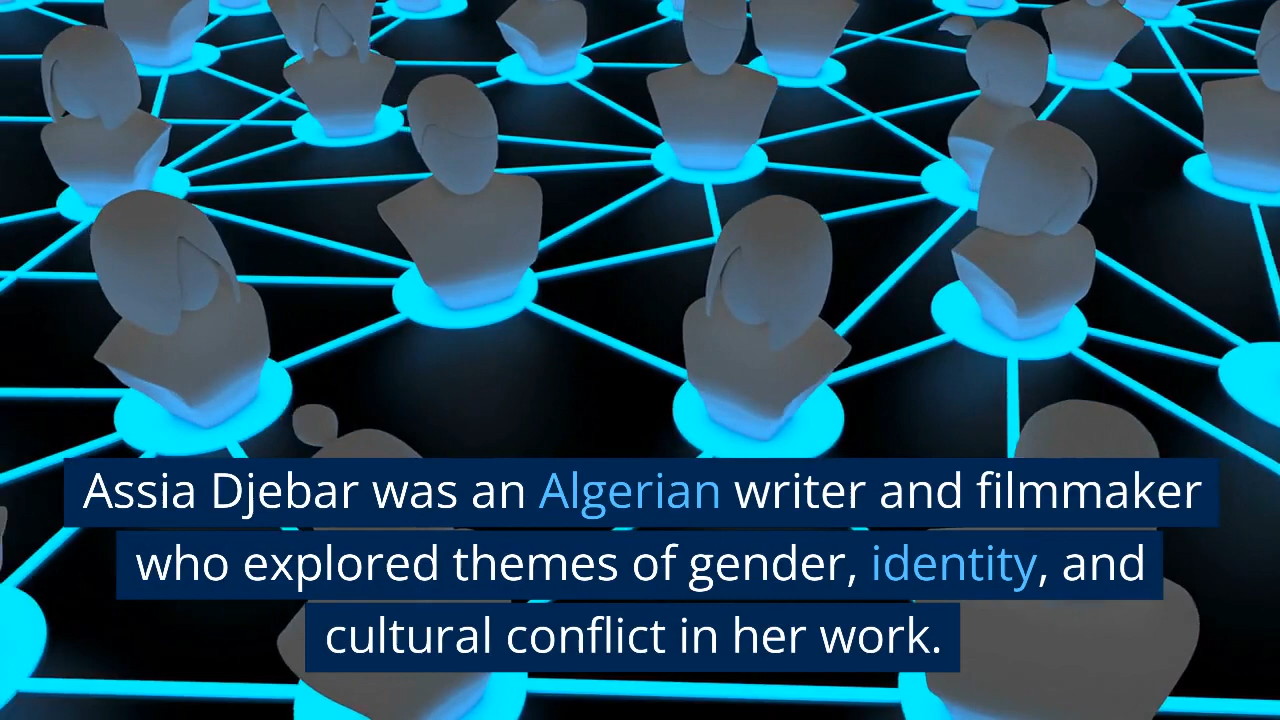 Assia Djebar was an Algerian writer and filmmaker
who explored themes of gender, identity, and
cultural conflict in her work.